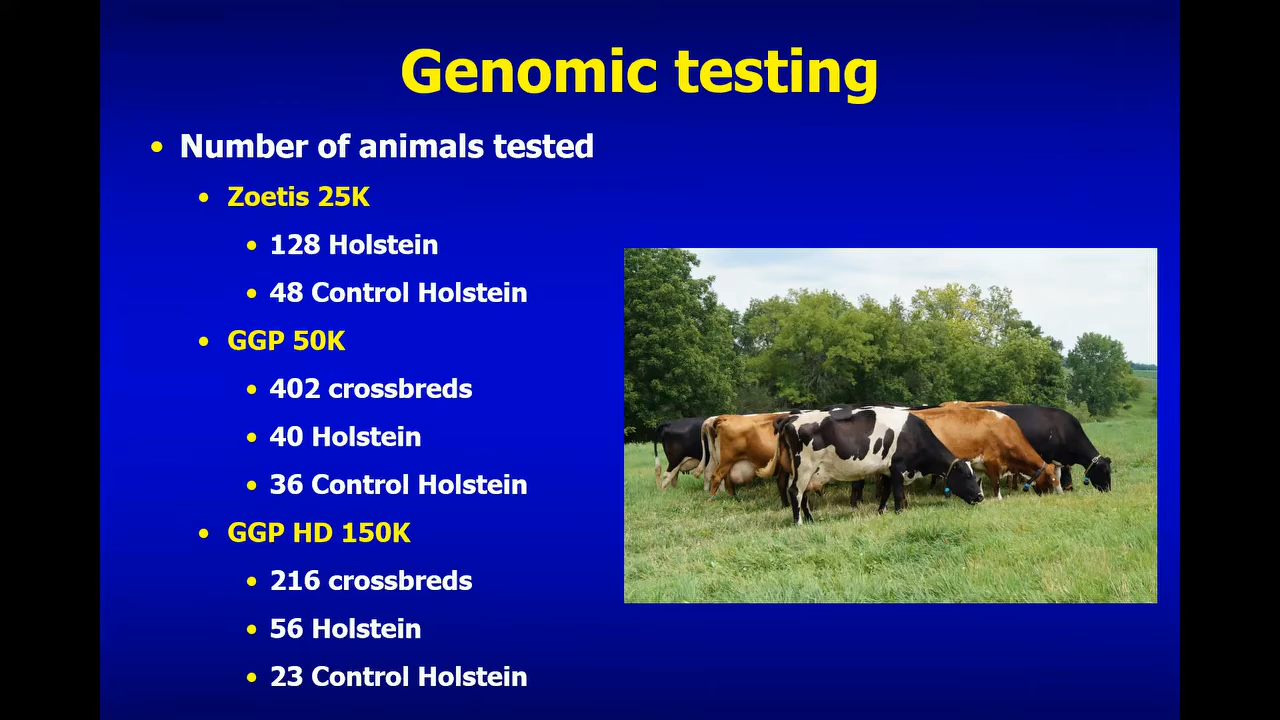 Genomic testing
• Number of animals tested
• Zoetis 25K
• 128 Holstein
• 48 Control Holstein
• GGP 50K
• 402 crossbreds
• 40 Holstein
• 36 Control Holstein
• GGP HD 150K
• 216 crossbreds
• 56 Holstein
• 23 Control Holstein